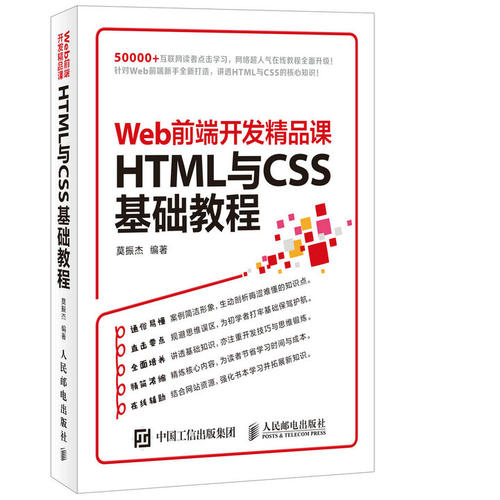 50000+互联网读者点击学习，网络超人气在线教程全面升级！
针对Web前端新手全新打造，讲透HTML与CSS的核心知识！
Web前端开发精品课
HTML与CSS
基础教程
莫振杰 编著
通俗易懂 案例简洁形象，生动剖析晦涩难懂的知识点。
直击要点 规避思维误区，为初学者打牢基础保驾护航。
全面培养 讲透基础知识，亦注重开发技巧与思维锻炼。
精简浓缩 精炼核心内容，为读者节省学习时间与成本。
在线辅助 结合网站资源，强化书本学习并拓展新知识。
中国工信出版集团
人民邮电出版社
POSTS & TELECOM PRESS
Web前端
开发精品课
HTML与CSS基础教程
莫振杰 编著
人民邮电出版社